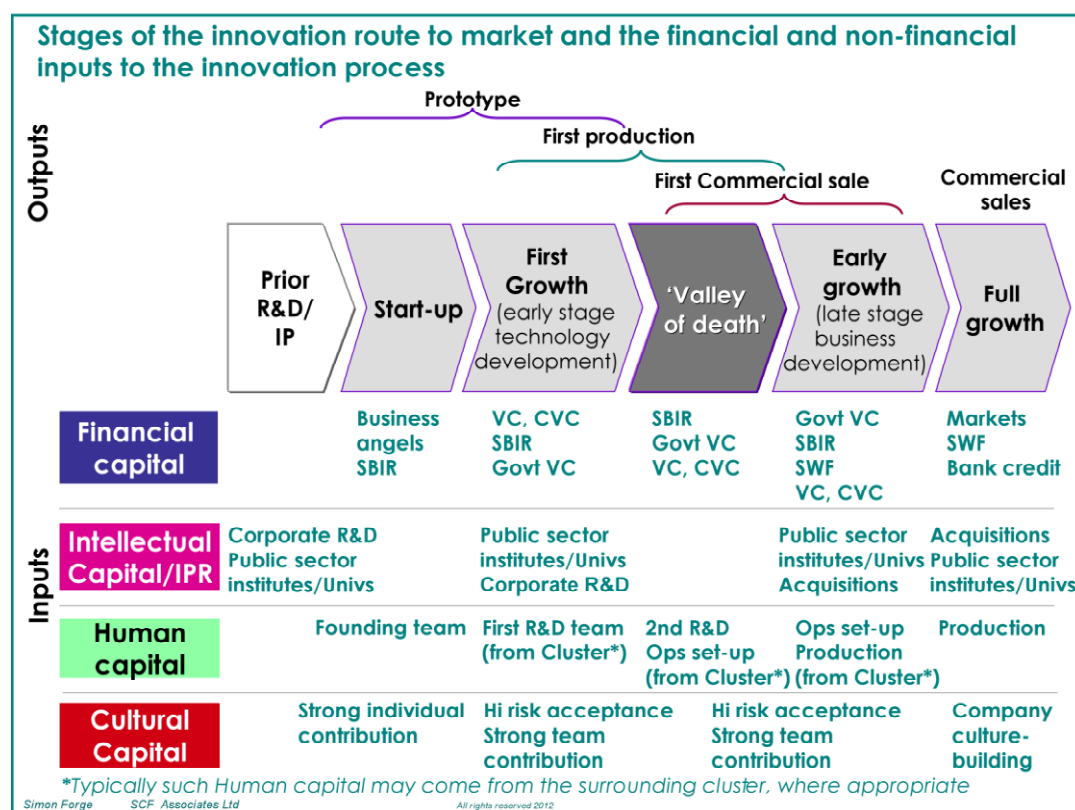 Stages of the innovation route to market and the financial and non-financial
inputs to the innovation process
Outputs
Prototype
First production
First Commercial sale
Commercial
sales
Prior
R&D/
IP
Start-up
First
Growth
(early stage
technology
development)
‘Valley
of death’
Early
growth
(late stage
business
development)
Full
growth
Inputs
Financial
capital
Business
angels
SBIR
VC, CVC
SBIR
Govt VC
SBIR
Govt VC
VC, CVC
Govt VC
SBIR
SWF
VC, CVC
Markets
SWF
Bank credit
Intellectual
Capital/IPR
Corporate R&D
Public sector
institutes/Univs
Public sector
institutes/Univs
Corporate R&D
Public sector
institutes/Univs
Acquisitions
Acquisitions
Public sector
institutes/Univs
Human
capital
Founding team
First R&D team
(from Cluster*)
2nd R&D
Ops set-up
(from Cluster*)
Ops set-up
Production
(from Cluster*)
Production
Cultural
Capital
Strong individual
contribution
Hi risk acceptance
Strong team
contribution
Hi risk acceptance
Strong team
contribution
Company
culture-
building
*Typically such Human capital may come from the surrounding cluster, where appropriate
Simon Forge SCF Associates Ltd All rights reserved 2012